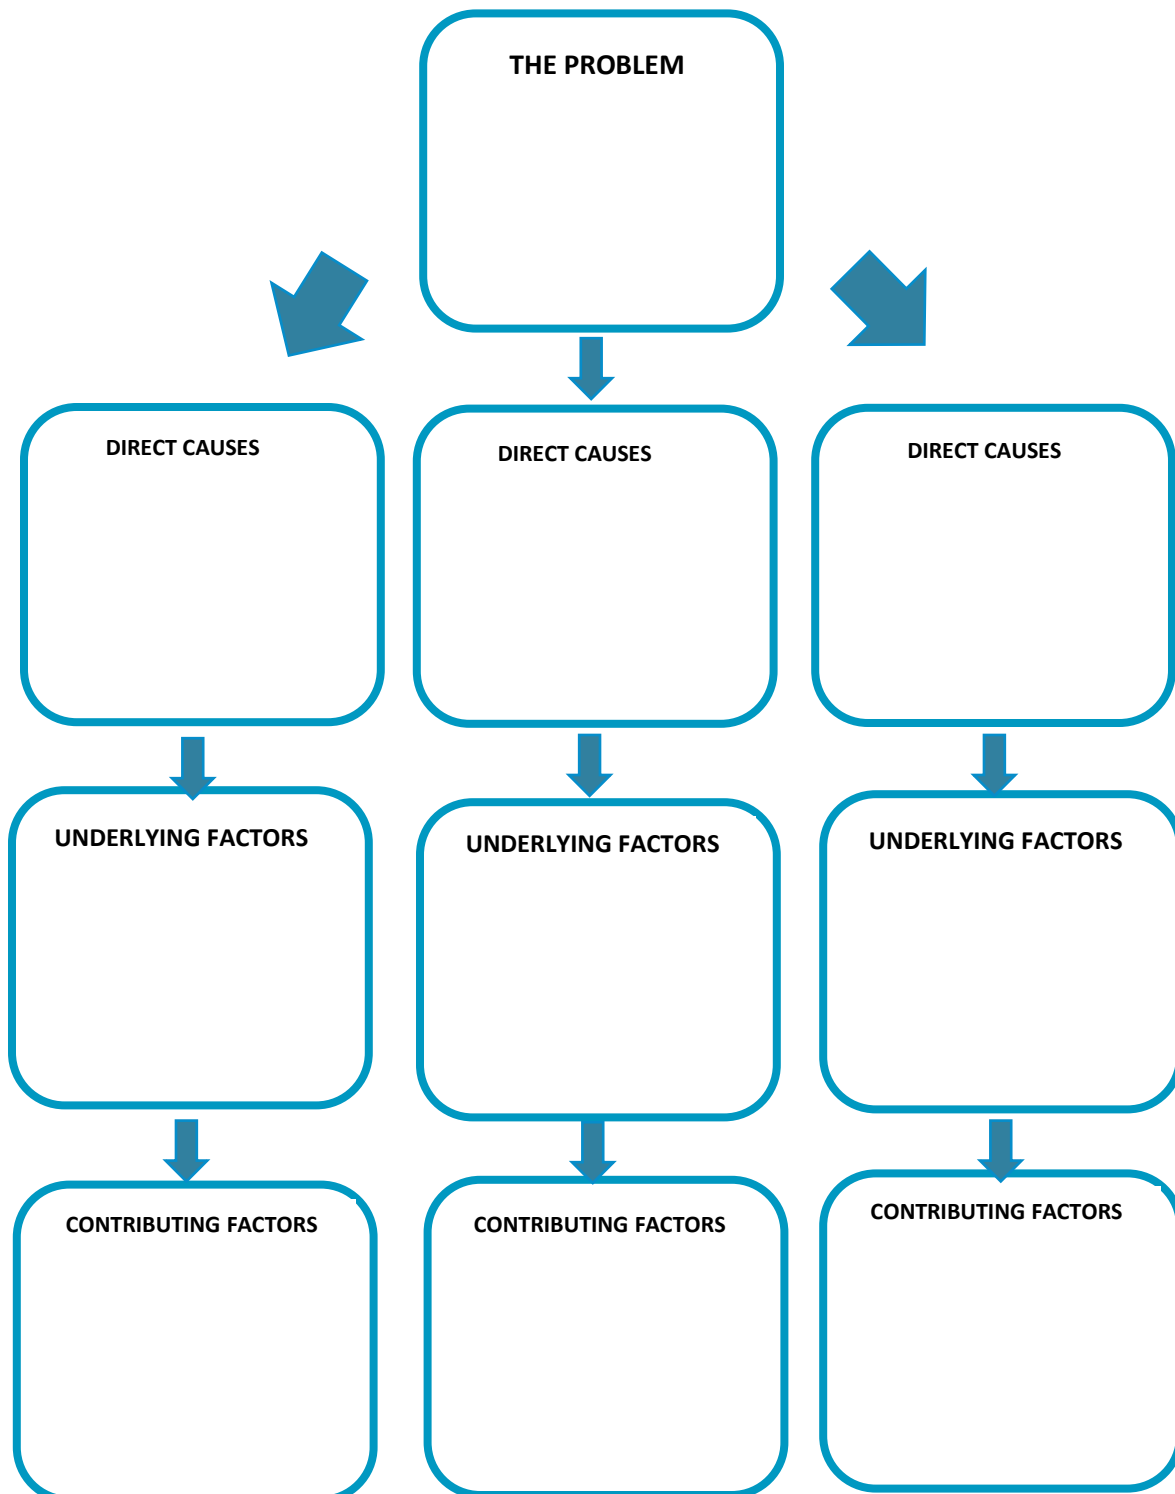 THE PROBLEM
DIRECT CAUSES
DIRECT CAUSES
DIRECT CAUSES
UNDERLYING FACTORS
UNDERLYING FACTORS
UNDERLYING FACTORS
CONTRIBUTING FACTORS
CONTRIBUTING FACTORS
CONTRIBUTING FACTORS